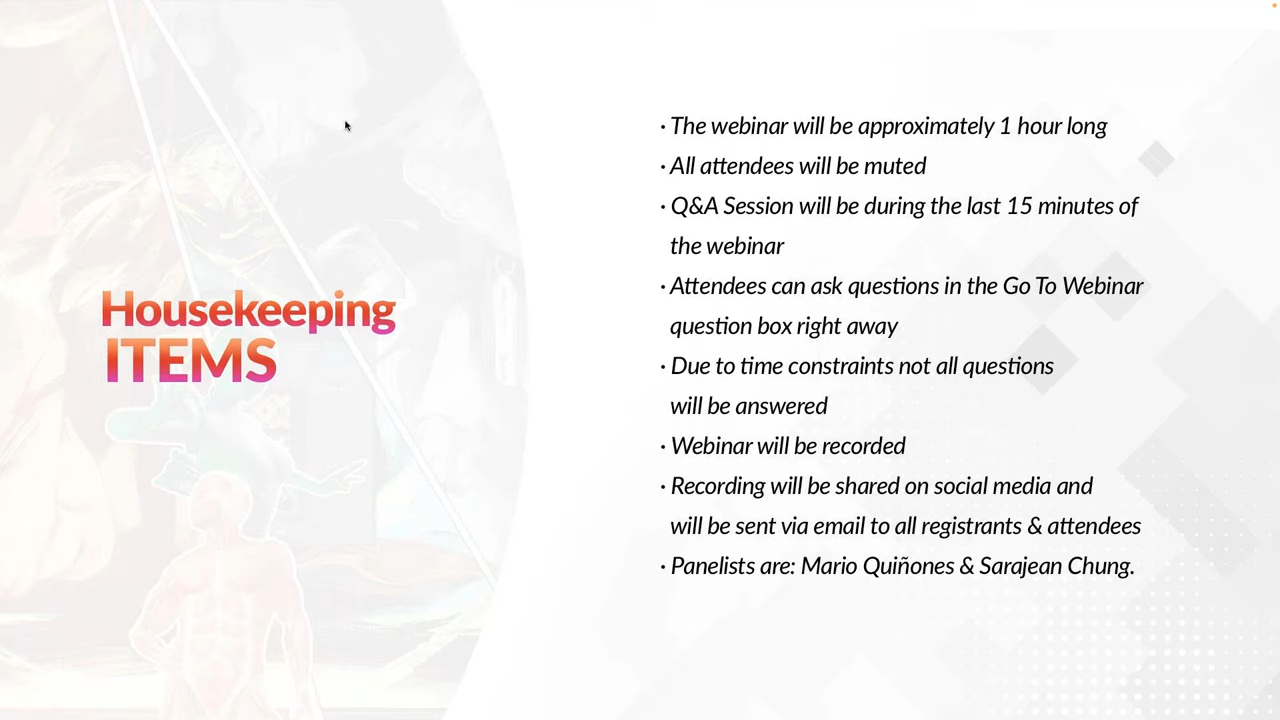 Housekeeping
ITEMS
· The webinar will be approximately 1 hour long
· All attendees will be muted
· Q&A Session will be during the last 15 minutes of
the webinar
· Attendees can ask questions in the Go To Webinar
question box right away
· Due to time constraints not all questions
will be answered
· Webinar will be recorded
· Recording will be shared on social media and
will be sent via email to all registrants & attendees
· Panelists are: Mario Quiñones & Sarajean Chung.